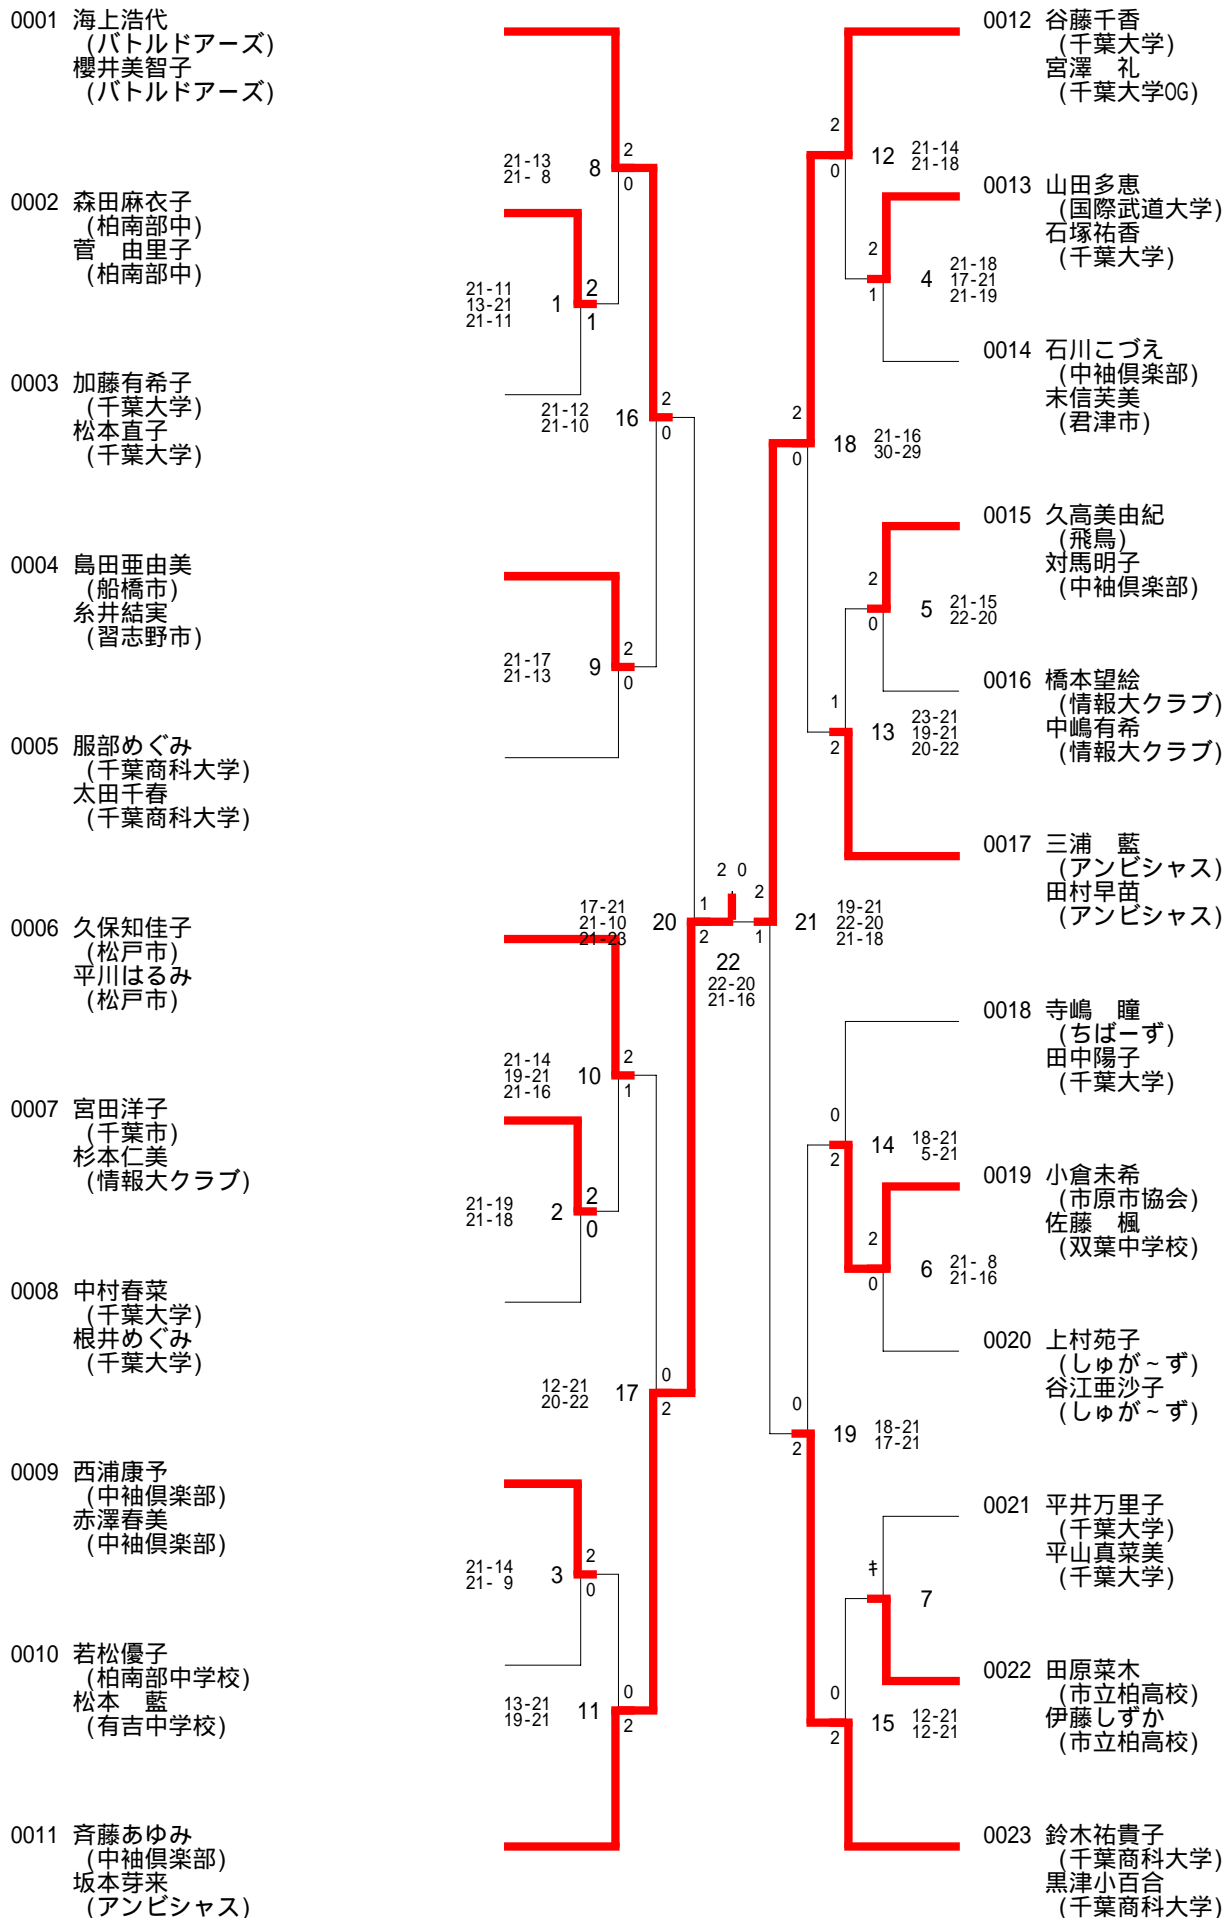 0001 海上浩代
(バトルドアーズ)
櫻井美智子
(バトルドアーズ)
0002 森田麻衣子
(柏南部中)
菅　由里子
(柏南部中)
0003 加藤有希子
(千葉大学)
松本直子
(千葉大学)
0004 島田亜由美
(船橋市)
糸井結実
(習志野市)
0005 服部めぐみ
(千葉商科大学)
太田千春
(千葉商科大学)
0006 久保知佳子
(松戸市)
平川はるみ
(松戸市)
0007 宮田洋子
(千葉市)
杉本仁美
(情報大クラブ)
0008 中村春菜
(千葉大学)
根井めぐみ
(千葉大学)
0009 西浦康予
(中袖倶楽部)
赤澤春美
(中袖倶楽部)
0010 若松優子
(柏南部中学校)
松本　藍
(有吉中学校)
0011 斉藤あゆみ
(中袖倶楽部)
坂本芽来
(アンビシャス)
21-13
21- 8
8
2
0
21-11
13-21
21-11
1
2
1
21-12
21-10
16
2
0
21-17
21-13
9
2
0
17-21
21-10
21-23
20
1
2
21-14
19-21
21-16
10
2
1
21-19
21-18
2
2
0
12-21
20-22
17
0
2
21-14
21- 9
3
2
0
13-21
19-21
11
0
2
2 0
22
22-20
21-16
2
0
12
21-14
21-18
2
1
4
21-18
17-21
21-19
2
0
18
21-16
30-29
2
0
5
21-15
22-20
1
2
13
23-21
19-21
20-22
2
1
21
19-21
22-20
21-18
0
2
14
18-21
5-21
2
0
6
21- 8
21-16
0
2
19
18-21
17-21
ｷ
7
0
2
15
12-21
12-21
0012 谷藤千香
(千葉大学)
宮澤　礼
(千葉大学OG)
0013 山田多恵
(国際武道大学)
石塚祐香
(千葉大学)
0014 石川こづえ
(中袖倶楽部)
末信芙美
(君津市)
0015 久高美由紀
(飛鳥)
対馬明子
(中袖倶楽部)
0016 橋本望絵
(情報大クラブ)
中嶋有希
(情報大クラブ)
0017 三浦　藍
(アンビシャス)
田村早苗
(アンビシャス)
0018 寺嶋　瞳
(ちばーず)
田中陽子
(千葉大学)
0019 小倉未希
(市原市協会)
佐藤　楓
(双葉中学校)
0020 上村苑子
(しゅが～ず)
谷江亜沙子
(しゅが～ず)
0021 平井万里子
(千葉大学)
平山真菜美
(千葉大学)
0022 田原菜木
(市立柏高校)
伊藤しずか
(市立柏高校)
0023 鈴木祐貴子
(千葉商科大学)
黒津小百合
(千葉商科大学)